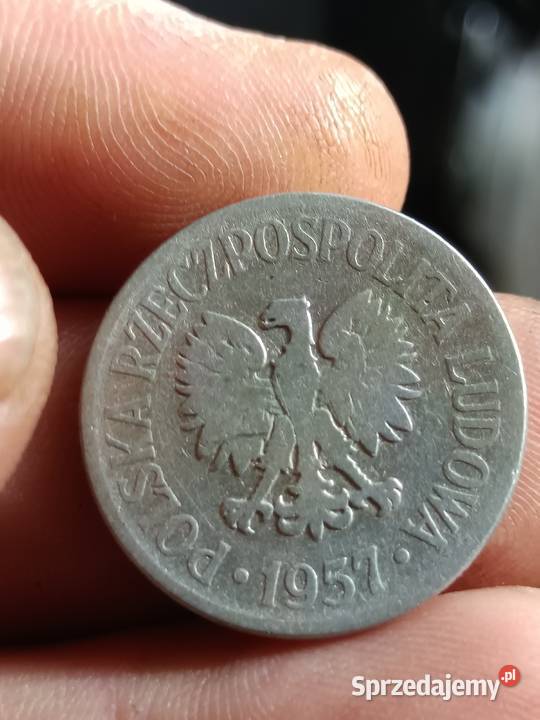 POLSKA RZECZPOSPOLITA LUDOWA
· 1957 ·
Sprzedajemy.pl